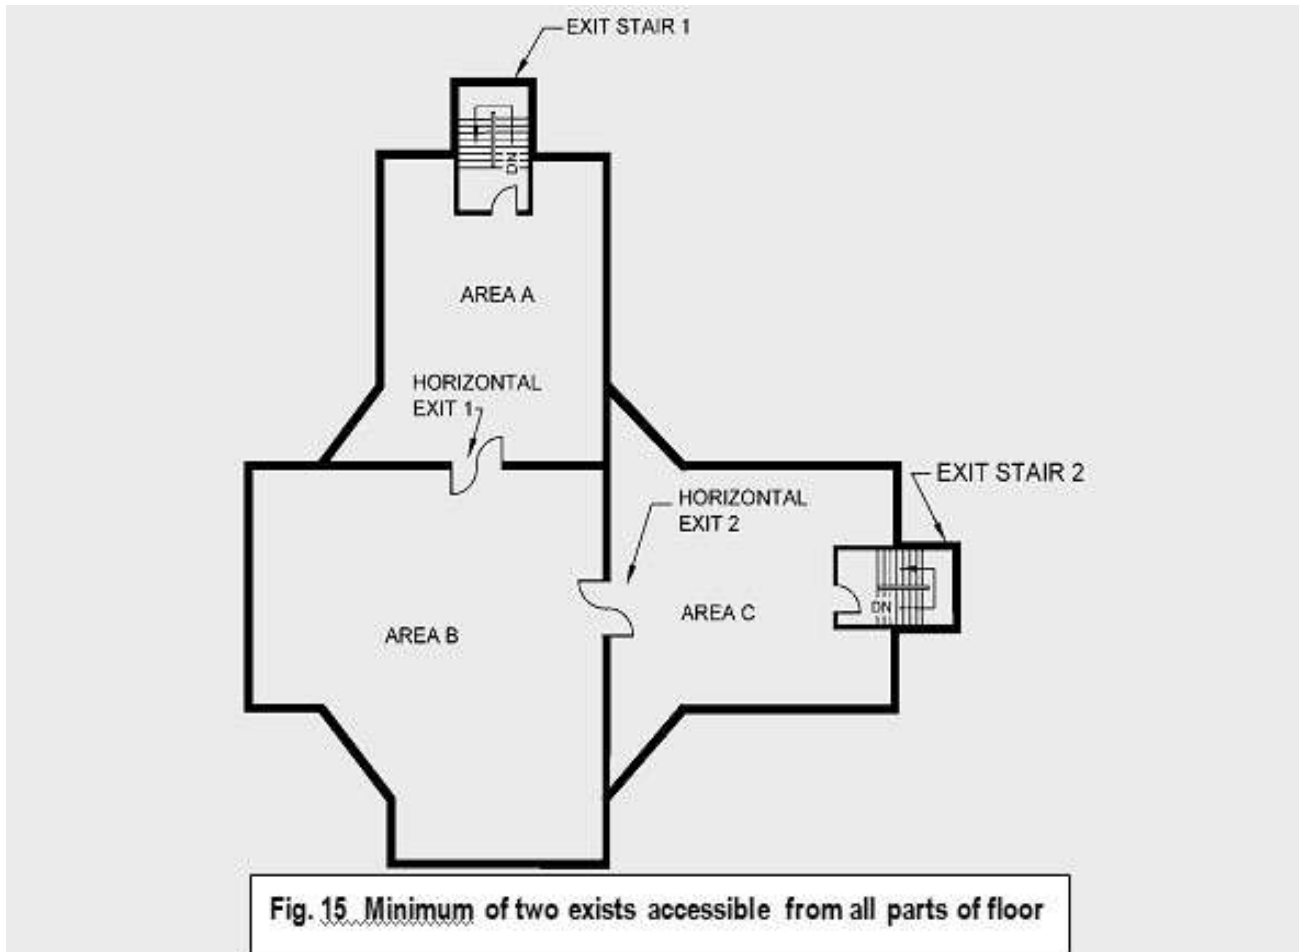 EXIT STAIR 1
DN
AREA A
HORIZONTAL
EXIT 1
EXIT STAIR 2
HORIZONTAL
EXIT 2
DN
AREA C
AREA B
Fig. 15 Minimum of two exists accessible from all parts of floor